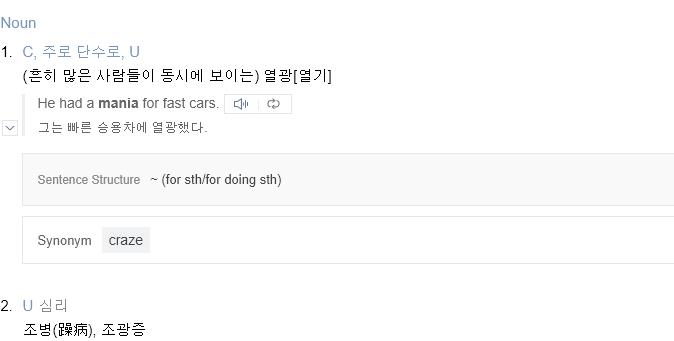 Noun
1. C, 주로 단수로, U
(흔히 많은 사람들이 동시에 보이는) 열광[열기]
He had a mania for fast cars.
그는 빠른 승용차에 열광했다.
Sentence Structure ~ (for sth/for doing sth)
Synonym craze
2. U 심리
조병(躁病), 조광증